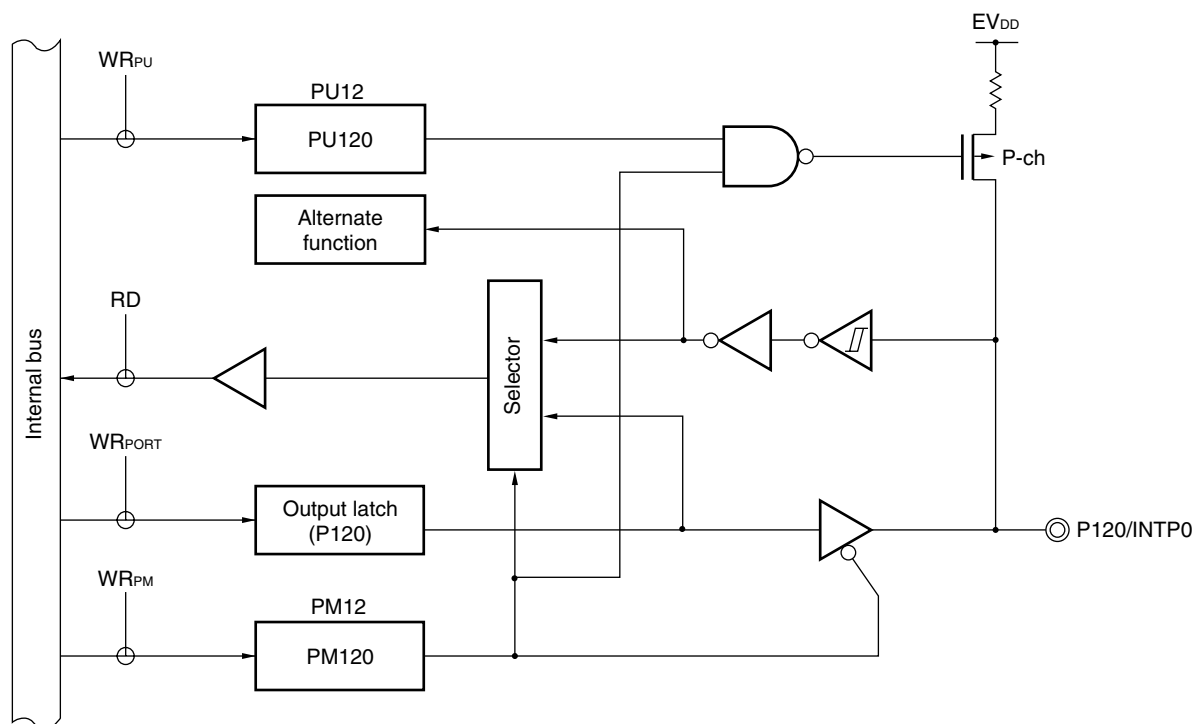 EVDD
WRPU
PU12
PU120
P-ch
Alternate
function
RD
Selector
Internal bus
WRPORT
Output latch
(P120)
P120/INTP0
WRPM
PM12
PM120